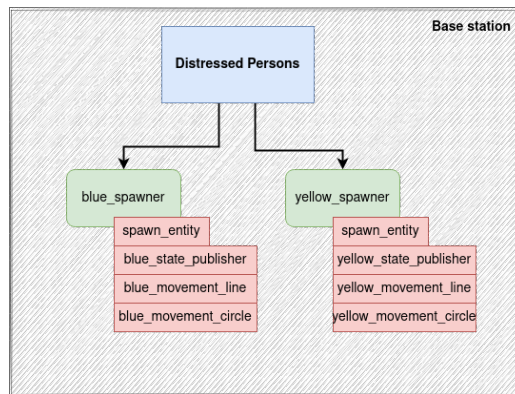 Base station
Distressed Persons
blue_spawner
yellow_spawner
spawn_entity
spawn_entity
blue_state_publisher
yellow_state_publisher
blue_movement_line
yellow_movement_line
blue_movement_circle
yellow_movement_circle